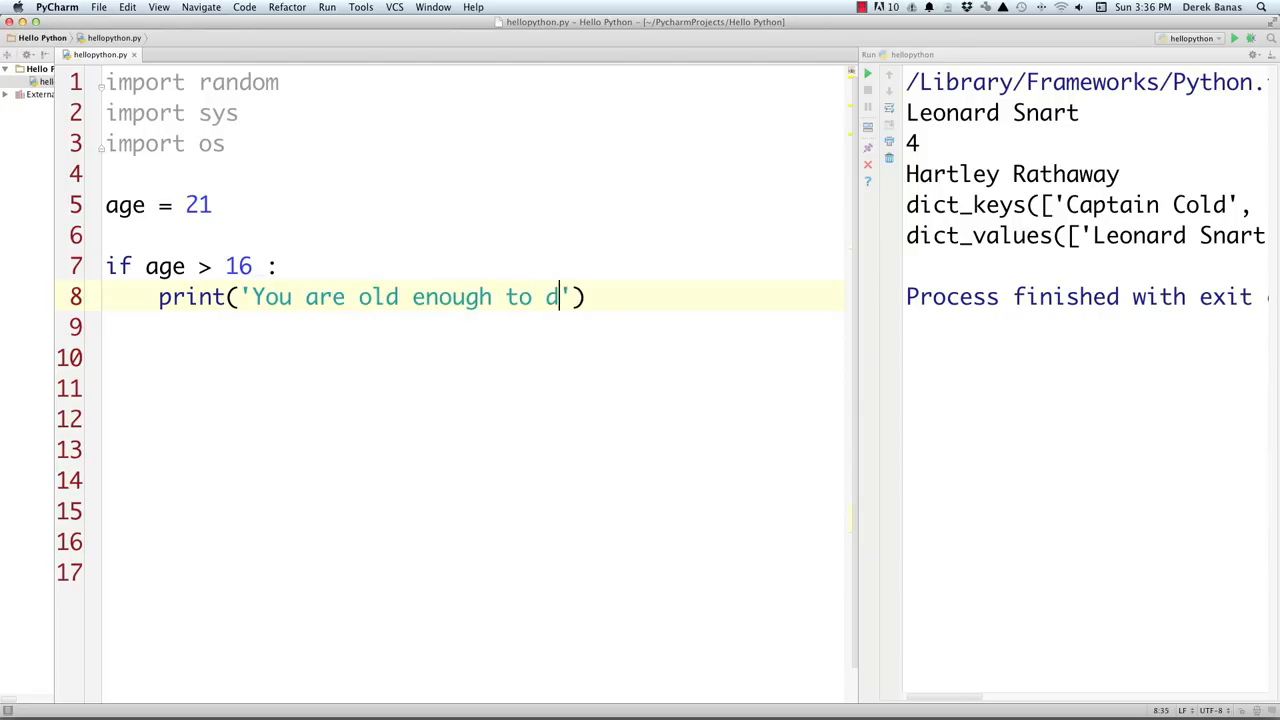 PyCharm File Edit View Navigate Code Refactor Run Tools VCS Window Help 10 Sun 3:36 PM Derek Banas
hellopython.py – Hello Python – [~/PycharmProjects/Hello Python]
Hello Python hellopython.py hellopython
hellopython.py Run hellopython
Hello P
hell
Extern
1 import random
2 import sys
3 import os
4
5 age = 21
6
7 if age > 16 :
8 print('You are old enough to d')
9
10
11
12
13
14
15
16
17
/Library/Frameworks/Python.
Leonard Snart
4
Hartley Rathaway
dict_keys(['Captain Cold',
dict_values(['Leonard Snart
Process finished with exit
8:35 LF UTF-8